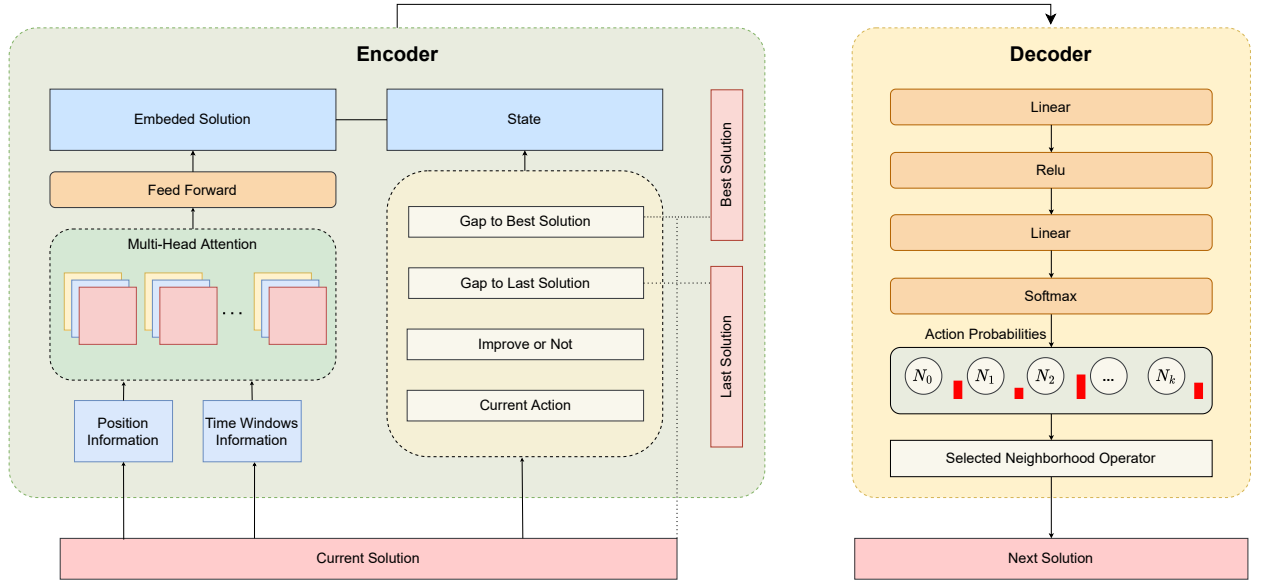 Encoder
Embeded Solution
State
Feed Forward
Multi-Head Attention
...
Position
Information
Time Windows
Information
Gap to Best Solution
Gap to Last Solution
Improve or Not
Current Action
Best Solution
Last Solution
Current Solution
Decoder
Linear
Relu
Linear
Softmax
Action Probabilities
N₀ N₁ N₂ ... Nₖ
Selected Neighborhood Operator
Next Solution